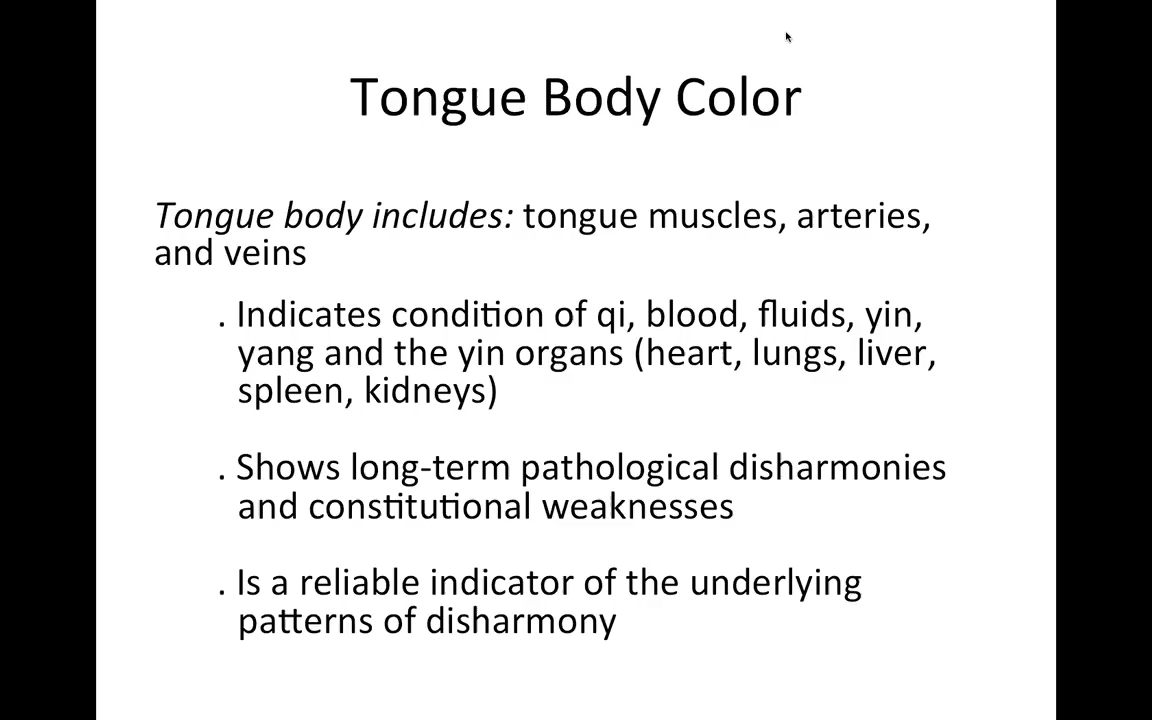 Tongue Body Color
Tongue body includes: tongue muscles, arteries,
and veins
. Indicates condition of qi, blood, fluids, yin,
yang and the yin organs (heart, lungs, liver,
spleen, kidneys)
. Shows long-term pathological disharmonies
and constitutional weaknesses
. Is a reliable indicator of the underlying
patterns of disharmony